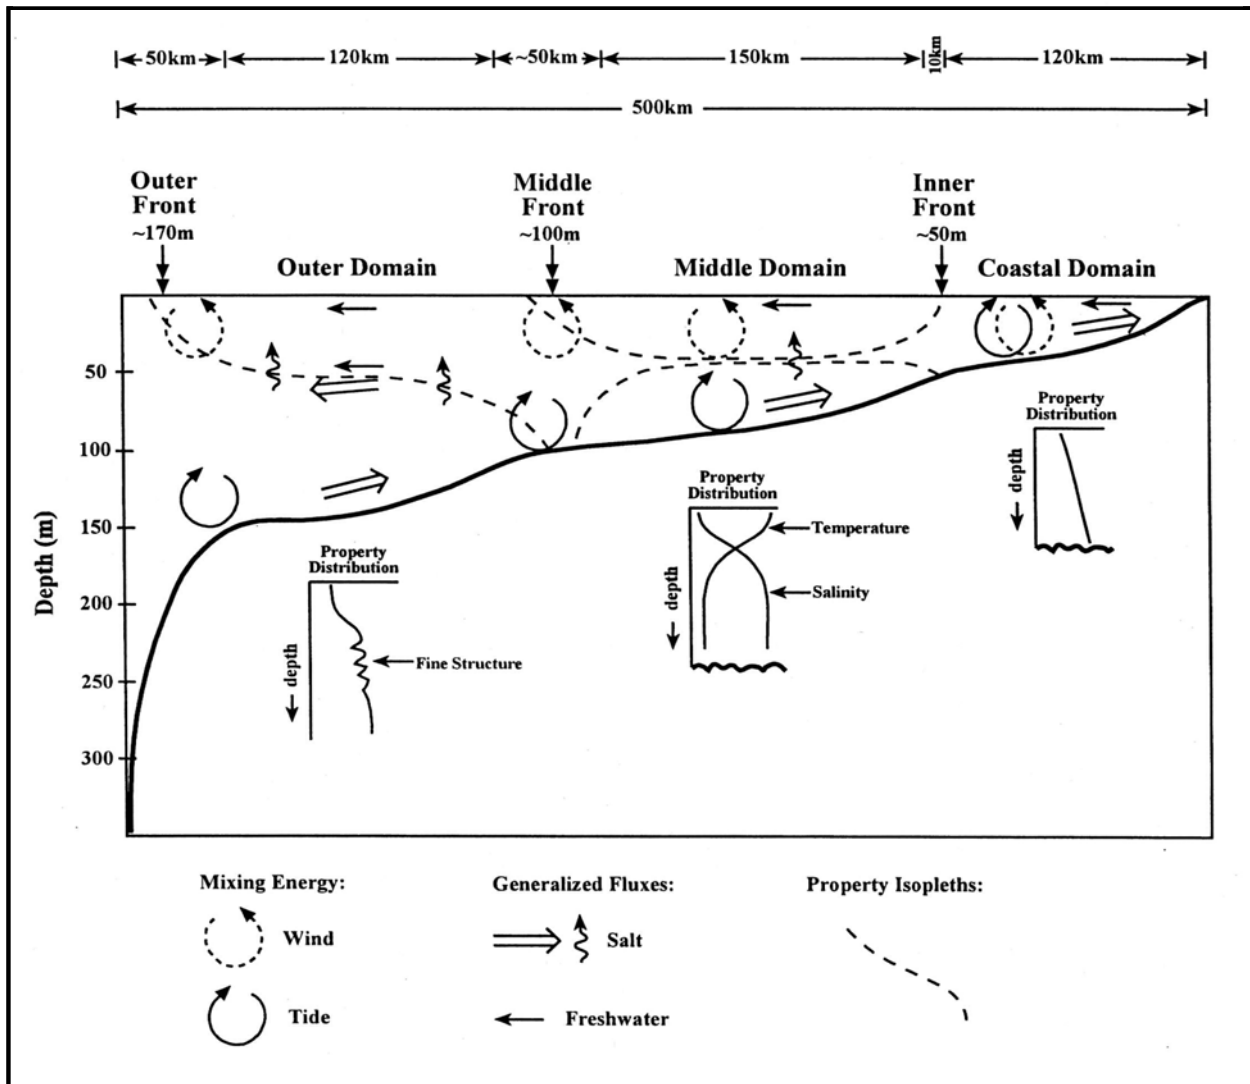 50km 120km ~50km 150km 10km 120km
500km
Outer
Front
~170m
Middle
Front
~100m
Inner
Front
~50m
Outer Domain
Middle Domain
Coastal Domain
50
100
150
200
250
300
Depth (m)
Property
Distribution
depth
Fine Structure
Property
Distribution
Temperature
Salinity
depth
Property
Distribution
depth
Mixing Energy:
Wind
Tide
Generalized Fluxes:
Salt
Freshwater
Property Isopleths: